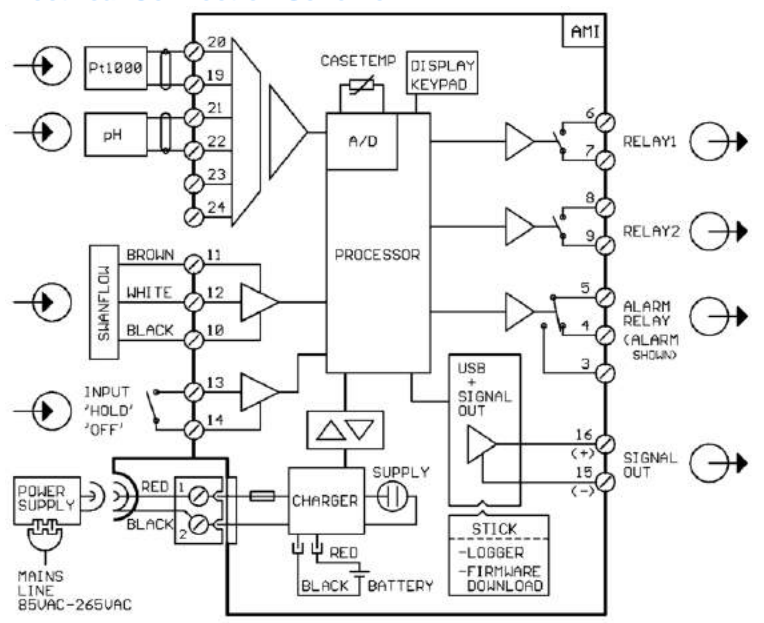 AMI
20
Pt1000
19
CASETEMP
DISPLAY
KEYPAD
21
pH
22
A/D
23
24
6
7
RELAY1
8
9
RELAY2
PROCESSOR
SWANFLOW
BROWN
11
WHITE
12
BLACK
10
5
4
3
ALARM
RELAY
(ALARM
SHOWN)
INPUT
'HOLD'
'OFF'
13
14
USB
+
SIGNAL
OUT
16
(+)
15
(-)
SIGNAL
OUT
POWER
SUPPLY
RED
1
BLACK
2
CHARGER
SUPPLY
RED
BLACK
BATTERY
STICK
-LOGGER
-FIRMWARE
DOWNLOAD
MAINS
LINE
85VAC-265VAC